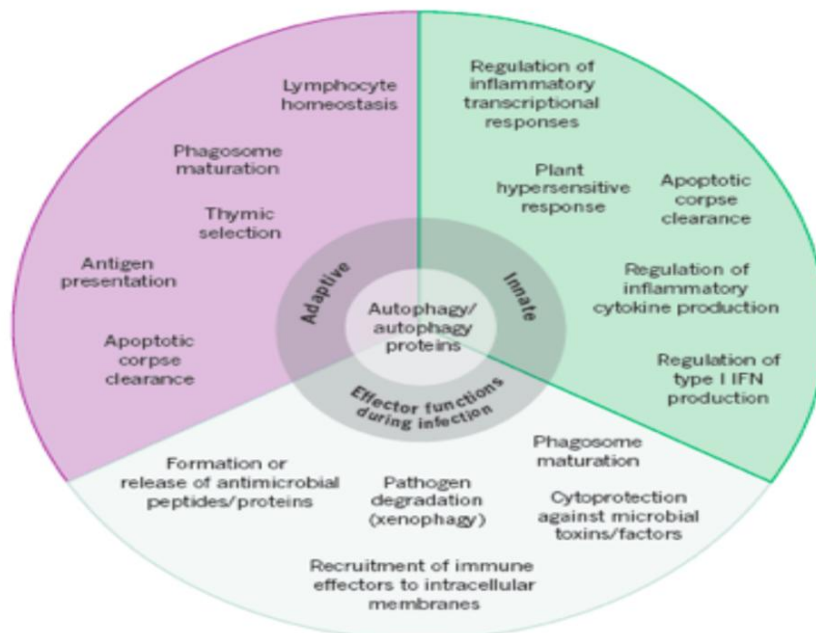 Lymphocyte
homeostasis
Phagosome
maturation
Thymic
selection
Antigen
presentation
Apoptotic
corpse
clearance
Regulation of
inflammatory
transcriptional
responses
Plant
hypersensitive
response
Apoptotic
corpse
clearance
Regulation of
inflammatory
cytokine production
Regulation of
type I IFN
production
Adaptive
Innate
Autophagy/
autophagy
proteins
Effector functions
during infection
Formation or
release of antimicrobial
peptides/proteins
Pathogen
degradation
(xenophagy)
Phagosome
maturation
Cytoprotection
against microbial
toxins/factors
Recruitment of immune
effectors to intracellular
membranes